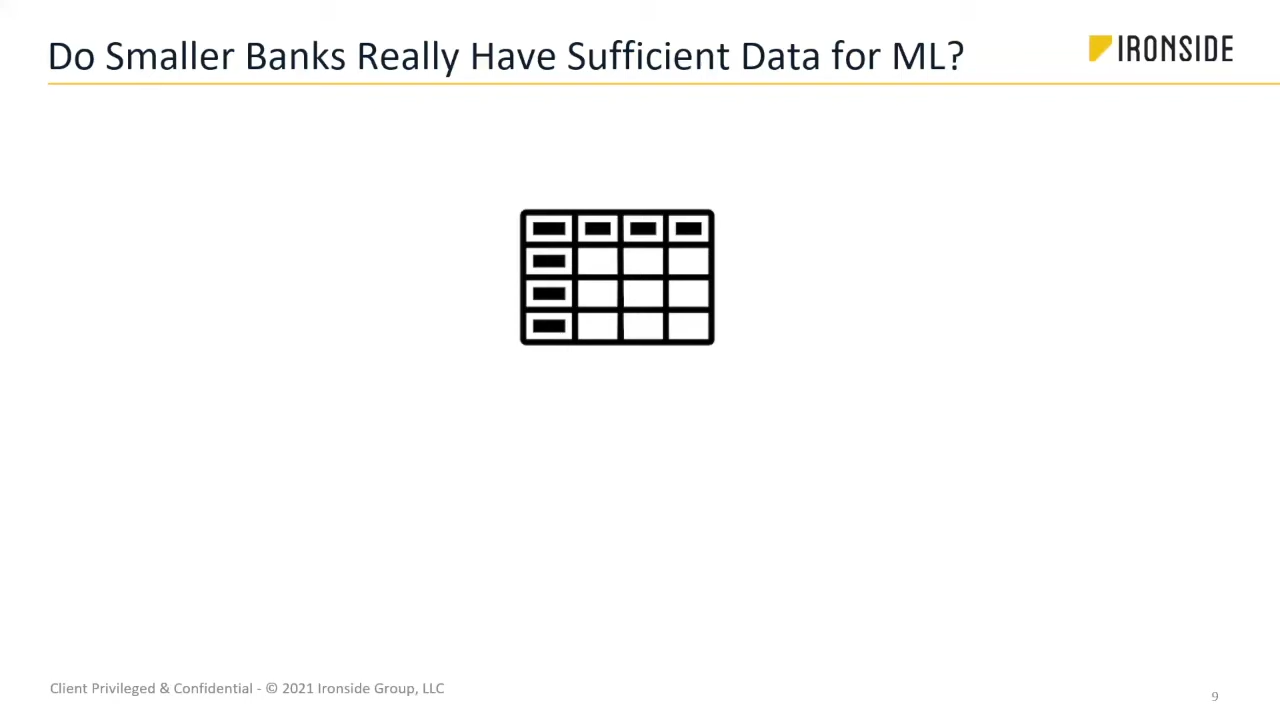 Do Smaller Banks Really Have Sufficient Data for ML?
IRONSIDE
Client Privileged & Confidential - © 2021 Ironside Group, LLC
9